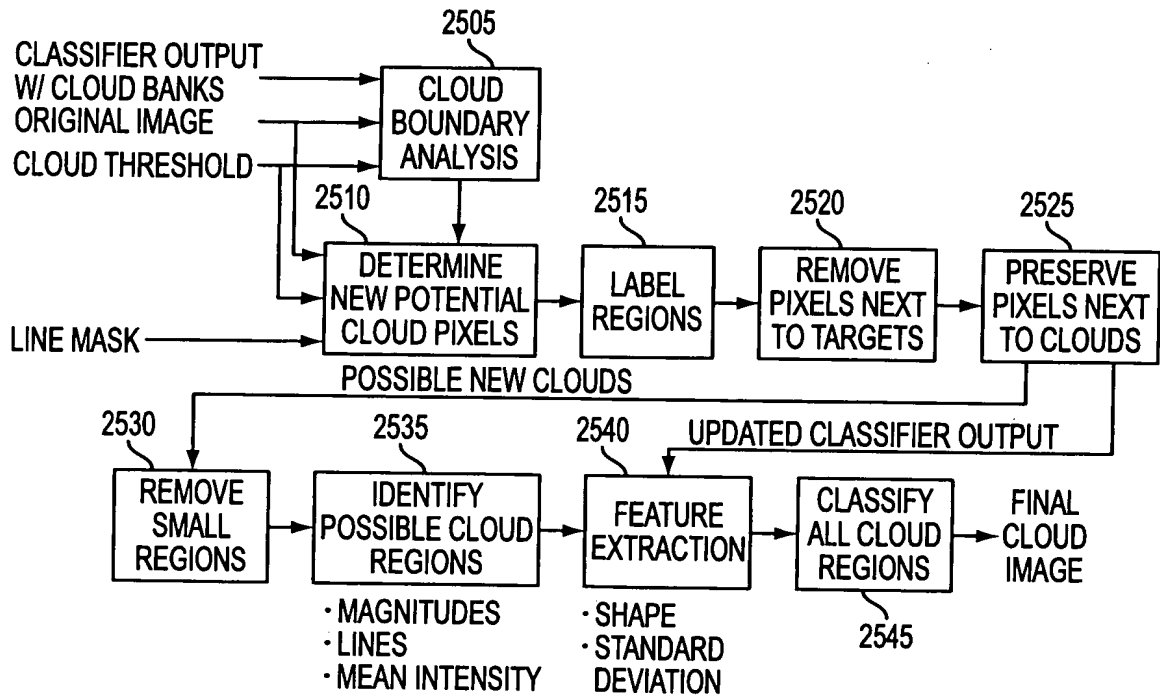 2505
CLASSIFIER OUTPUT
W/ CLOUD BANKS
ORIGINAL IMAGE
CLOUD THRESHOLD
CLOUD
BOUNDARY
ANALYSIS
2510
DETERMINE
NEW POTENTIAL
CLOUD PIXELS
LINE MASK
2515
LABEL
REGIONS
2520
REMOVE
PIXELS NEXT
TO TARGETS
2525
PRESERVE
PIXELS NEXT
TO CLOUDS
POSSIBLE NEW CLOUDS
UPDATED CLASSIFIER OUTPUT
2530
REMOVE
SMALL
REGIONS
2535
IDENTIFY
POSSIBLE CLOUD
REGIONS
· MAGNITUDES
· LINES
· MEAN INTENSITY
2540
FEATURE
EXTRACTION
· SHAPE
· STANDARD
DEVIATION
CLASSIFY
ALL CLOUD
REGIONS
2545
FINAL
CLOUD
IMAGE